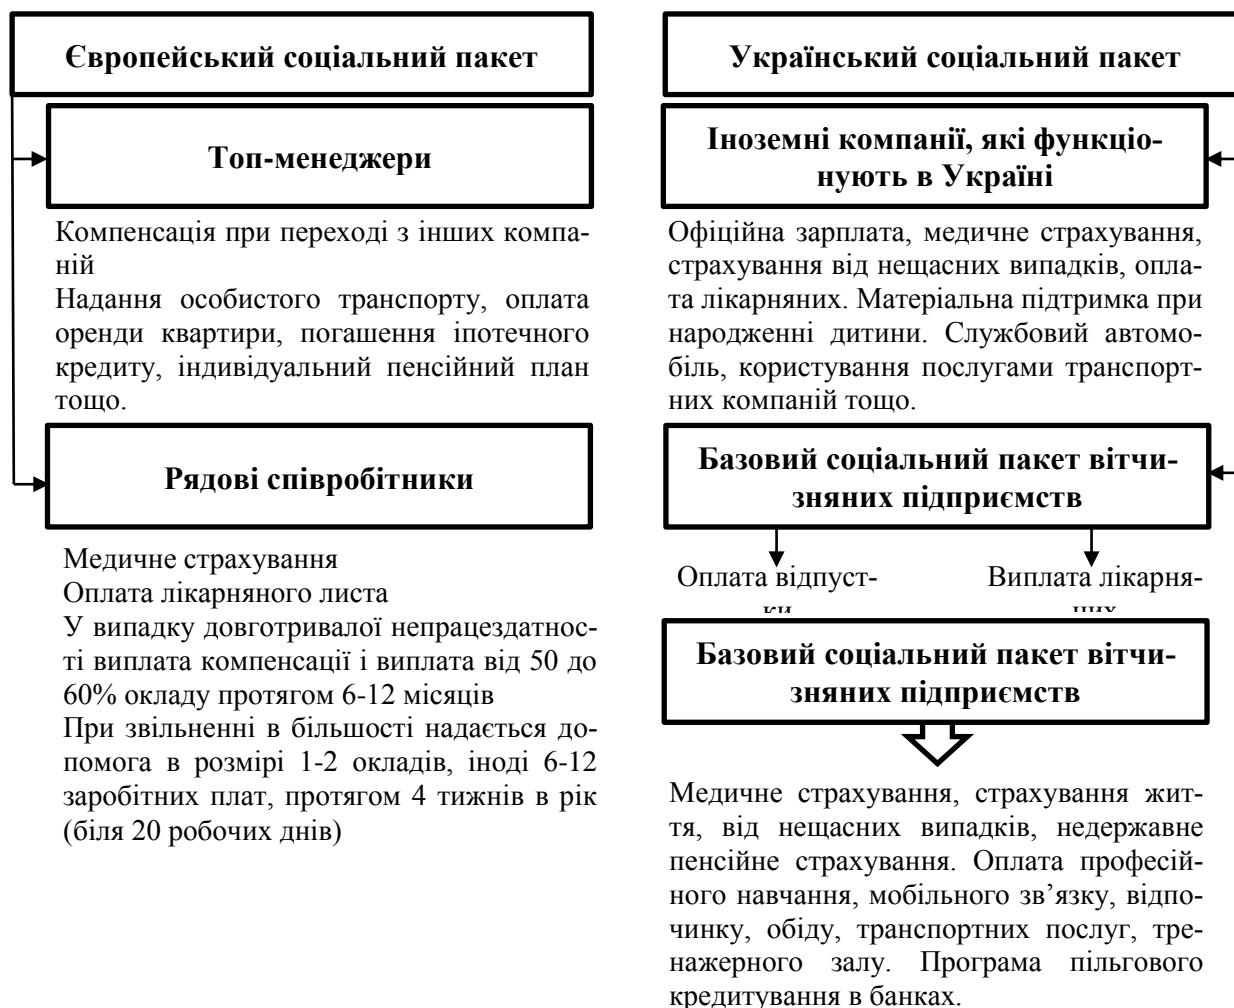 Європейський соціальний пакет
Топ-менеджери
Компенсація при переході з інших компа-
ній
Надання особистого транспорту, оплата
оренди квартири, погашення іпотечного
кредиту, індивідуальний пенсійний план
тощо.
Рядові співробітники
Медичне страхування
Оплата лікарняного листа
У випадку довготривалої непрацездатнос-
ті виплата компенсації і виплата від 50 до
60% окладу протягом 6-12 місяців
При звільненні в більшості надається до-
помога в розмірі 1-2 окладів, іноді 6-12
заробітних плат, протягом 4 тижнів в рік
(біля 20 робочих днів)
Український соціальний пакет
Іноземні компанії, які функціо-
нують в Україні
Офіційна зарплата, медичне страхування,
страхування від нещасних випадків, опла-
та лікарняних. Матеріальна підтримка при
народженні дитини. Службовий автомо-
біль, користування послугами транспорт-
них компаній тощо.
Базовий соціальний пакет вітчи-
зняних підприємств
Оплата відпуст-
ки
Виплата лікарня-
них
Базовий соціальний пакет вітчи-
зняних підприємств
Медичне страхування, страхування жит-
тя, від нещасних випадків, недержавне
пенсійне страхування. Оплата професій-
ного навчання, мобільного зв’язку, відпо-
чинку, обіду, транспортних послуг, тре-
нажерного залу. Програма пільгового
кредитування в банках.